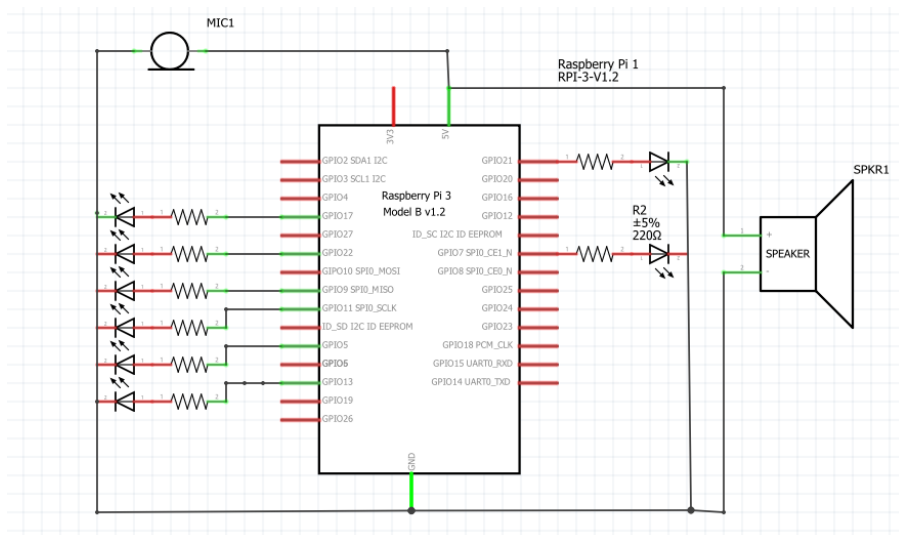 MIC1
Raspberry Pi 1
RPI-3-V1.2
3V3
5V
GPIO2 SDA1 I2C
GPIO3 SCL1 I2C
GPIO4
GPIO17
GPIO27
GPIO22
GPIPO10 SPI0_MOSI
GPIO9 SPI0_MISO
GPIO11 SPI0_SCLK
ID_SD I2C ID EEPROM
GPIO5
GPIO6
GPIO13
GPIO19
GPIO26
Raspberry Pi 3
Model B v1.2
GPIO21
GPIO20
GPIO16
GPIO12
ID_SC I2C ID EEPROM
GPIO7 SPI0_CE1_N
GPIO8 SPI0_CE0_N
GPIO25
GPIO24
GPIO23
GPIO18 PCM_CLK
GPIO15 UART0_RXD
GPIO14 UART0_TXD
GND
R2
±5%
220Ω
SPKR1
SPEAKER
+
-